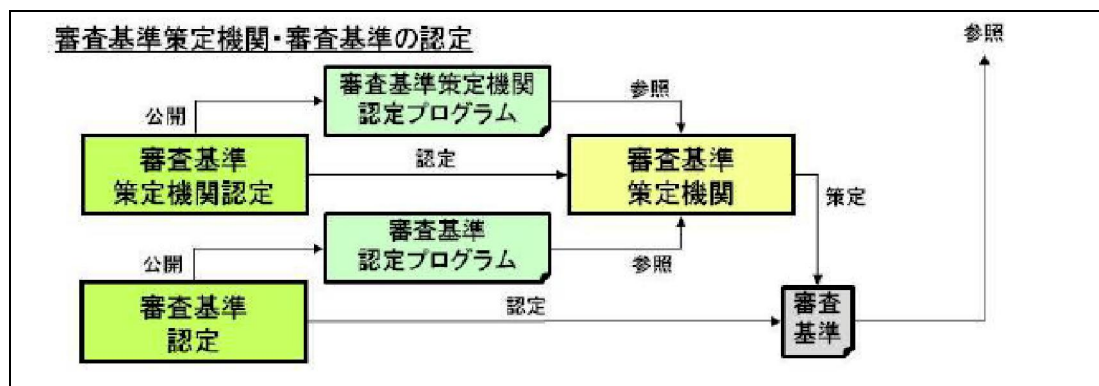 審査基準策定機関・審査基準の認定
参照
審査基準策定機関
認定プログラム
公開
参照
審査基準
策定機関認定
認定
審査基準
策定機関
策定
審査基準
認定プログラム
公開
参照
審査基準
認定
認定
審査
基準